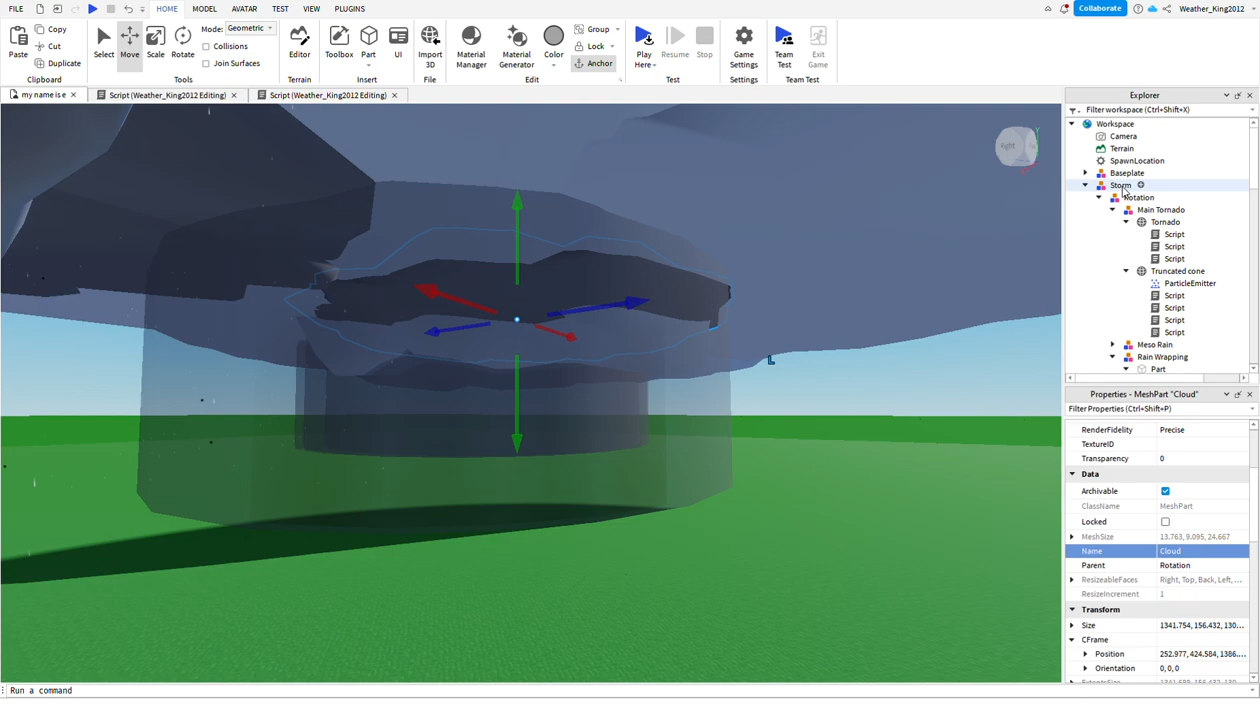 FILE HOME MODEL AVATAR TEST VIEW PLUGINS Collaborate Weather_King2012
Paste Copy Cut Duplicate Clipboard
Select Move Scale Rotate Mode: Geometric Collisions Join Surfaces Tools
Editor Terrain
Toolbox Part UI Insert
Import 3D File
Material Manager Material Generator Color Group Lock Anchor Edit
Play Here Resume Stop Test
Game Settings Settings
Team Test Exit Game Team Test
my name is e Script (Weather_King2012 Editing) Script (Weather_King2012 Editing)
Right
L
Explorer
Filter workspace (Ctrl+Shift+X)
Workspace
Camera
Terrain
SpawnLocation
Baseplate
Storm
Rotation
Main Tornado
Tornado
Script
Script
Script
Truncated cone
ParticleEmitter
Script
Script
Script
Script
Meso Rain
Rain Wrapping
Part
Properties - MeshPart "Cloud"
Filter Properties (Ctrl+Shift+P)
RenderFidelity Precise
TextureID
Transparency 0
Data
Archivable
ClassName MeshPart
Locked
MeshSize 13.763, 9.095, 24.667
Name Cloud
Parent Rotation
ResizeableFaces Right, Top, Back, Left, ...
ResizeIncrement 1
Transform
Size 1341.754, 156.432, 130...
CFrame
Position 252.977, 424.584, 1386....
Orientation 0, 0, 0
Run a command